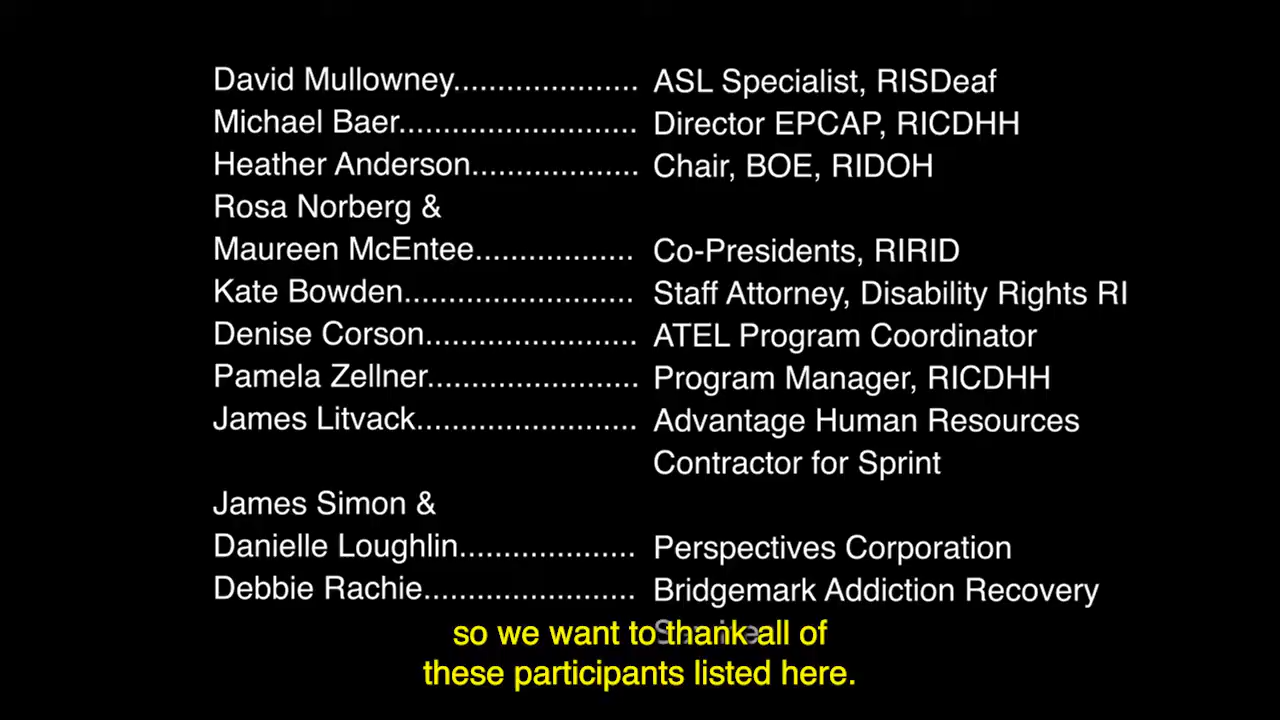 David Mullowney..................... ASL Specialist, RISDeaf
Michael Baer........................... Director EPCAP, RICDHH
Heather Anderson................... Chair, BOE, RIDOH
Rosa Norberg &
Maureen McEntee.................. Co-Presidents, RIRID
Kate Bowden.......................... Staff Attorney, Disability Rights RI
Denise Corson........................ ATEL Program Coordinator
Pamela Zellner........................ Program Manager, RICDHH
James Litvack......................... Advantage Human Resources
Contractor for Sprint
James Simon &
Danielle Loughlin.................... Perspectives Corporation
Debbie Rachie........................ Bridgemark Addiction Recovery
so we want to thank all of
these participants listed here.